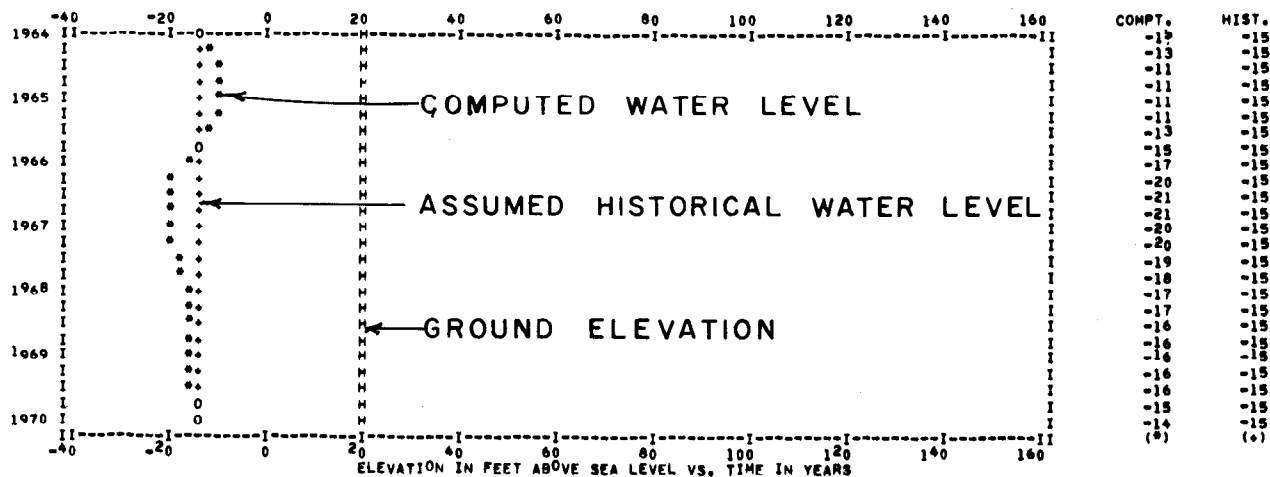 -40 -20 0 20 40 60 80 100 120 140 160 COMPT. HIST.
1964 -15
-13 -15
-11 -15
-11 -15
1965 COMPUTED WATER LEVEL -11 -15
-11 -15
-13 -15
-15 -15
1966 -17 -15
-20 -15
-21 -15
ASSUMED HISTORICAL WATER LEVEL -21 -15
1967 -20 -15
-20 -15
-19 -15
-18 -15
1968 -17 -15
-17 -15
GROUND ELEVATION -16 -15
-16 -15
1969 -16 -15
-16 -15
-16 -15
-15 -15
1970 -14 -15
(*) (+)
-40 -20 0 20 40 60 80 100 120 140 160
ELEVATION IN FEET ABOVE SEA LEVEL VS. TIME IN YEARS